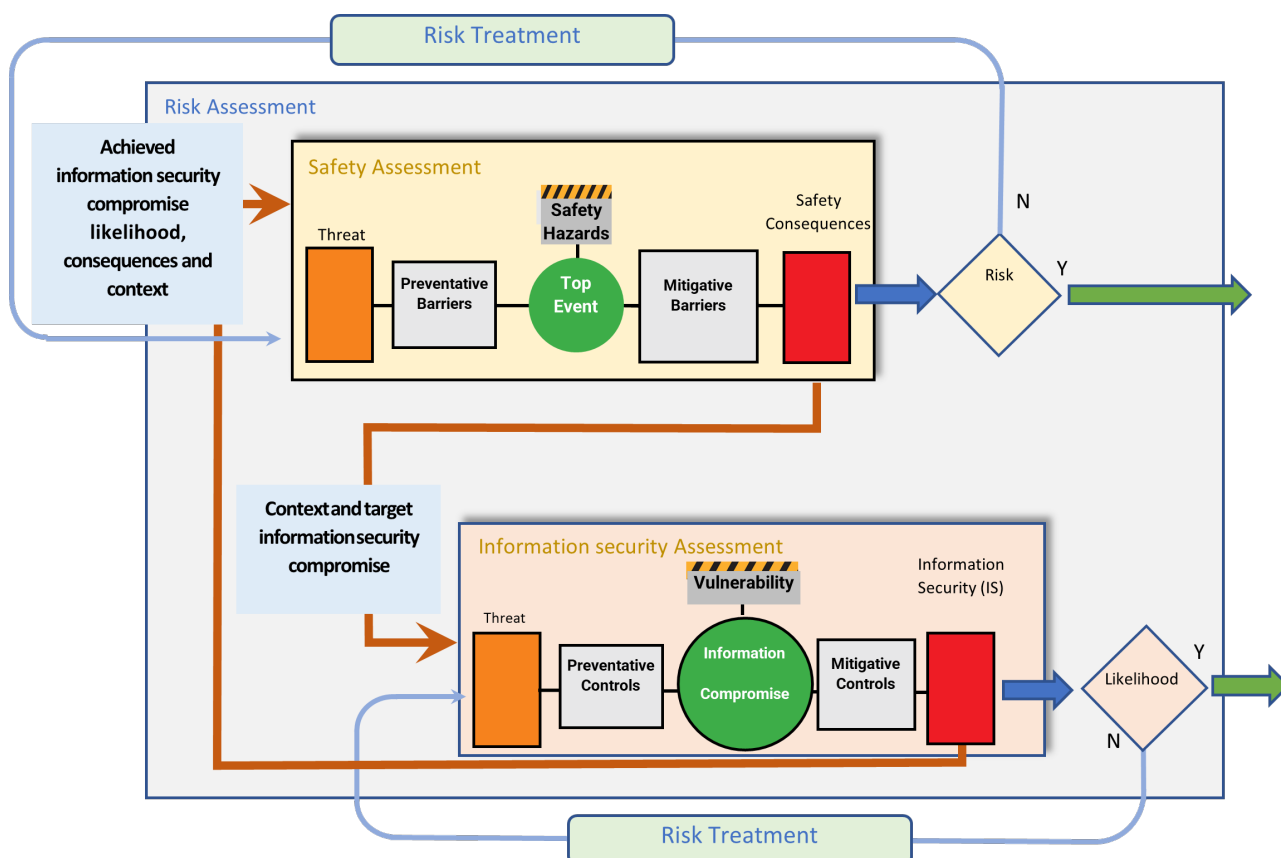 Risk Treatment
Risk Assessment
Achieved
information security
compromise
likelihood,
consequences and
context
Safety Assessment
Safety
Hazards
Safety
Consequences
Threat
Preventative
Barriers
Top
Event
Mitigative
Barriers
N
Risk
Y
Context and target
information security
compromise
Information security Assessment
Vulnerability
Information
Security (IS)
Threat
Preventative
Controls
Information
Compromise
Mitigative
Controls
Likelihood
Y
N
Risk Treatment